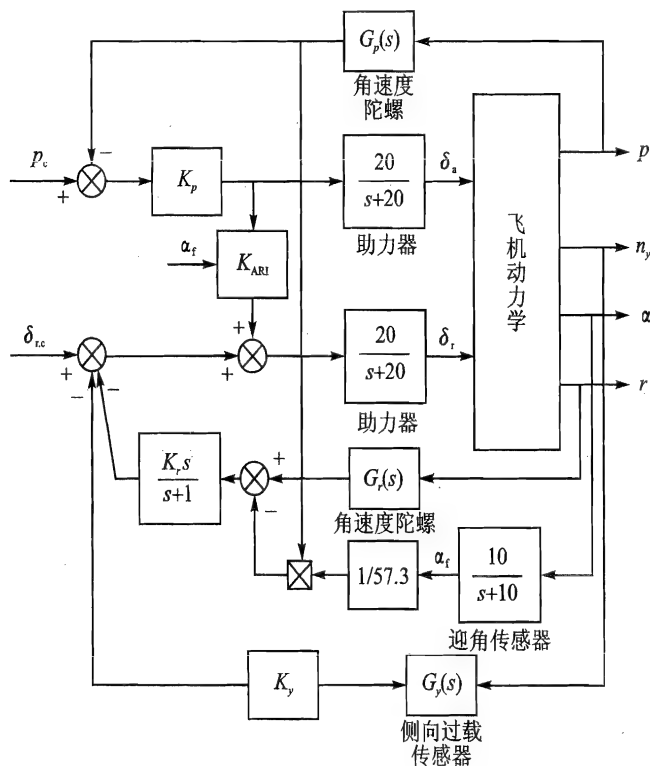 G_p(s)
角速度
陀螺
−
p_c
+
K_p
20
s+20
助力器
δ_a
p
n_y
α
r
飞机动力学
α_f
K_ARI
+
δ_r.c
+
−
−
+
20
s+20
助力器
δ_r
K_r s
s+1
+
−
G_r(s)
角速度陀螺
1/57.3
α_f
10
s+10
迎角传感器
K_y
G_y(s)
侧向过载
传感器